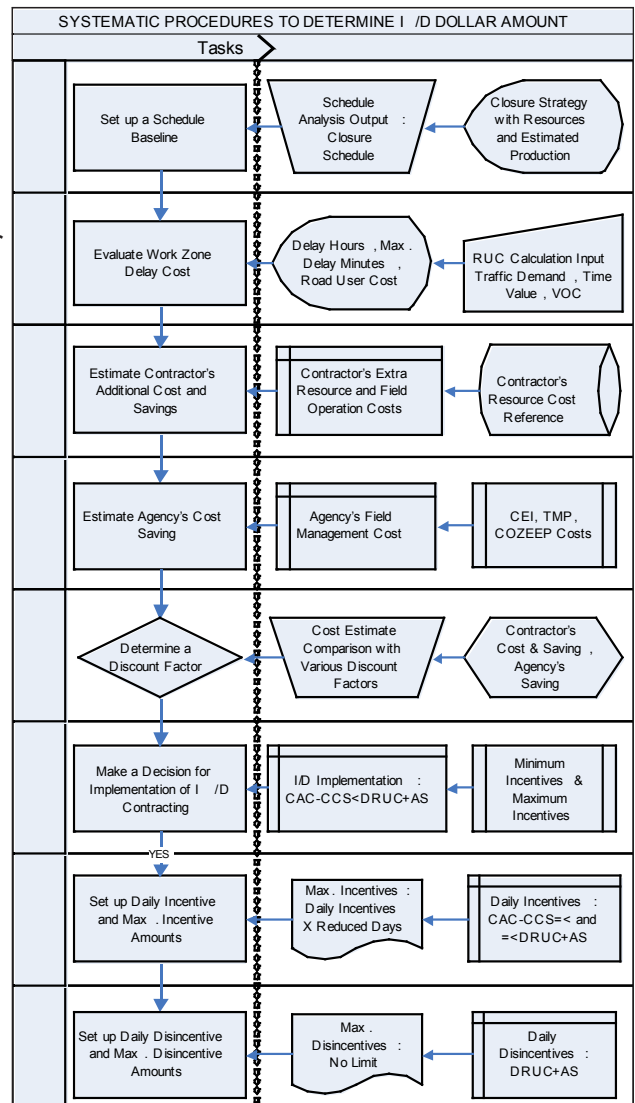 SYSTEMATIC PROCEDURES TO DETERMINE I /D DOLLAR AMOUNT
Tasks
Set up a Schedule
Baseline
Schedule
Analysis Output :
Closure
Schedule
Closure Strategy
with Resources
and Estimated
Production
Evaluate Work Zone
Delay Cost
Delay Hours , Max .
Delay Minutes ,
Road User Cost
RUC Calculation Input
Traffic Demand , Time
Value , VOC
Estimate Contractor's
Additional Cost and
Savings
Contractor's Extra
Resource and Field
Operation Costs
Contractor's
Resource Cost
Reference
Estimate Agency's Cost
Saving
Agency's Field
Management Cost
CEI, TMP,
COZEEP Costs
Determine a
Discount Factor
Cost Estimate
Comparison with
Various Discount
Factors
Contractor's
Cost & Saving ,
Agency's
Saving
Make a Decision for
Implementation of I /D
Contracting
I/D Implementation :
CAC-CCS<DRUC+AS
Minimum
Incentives &
Maximum
Incentives
YES
Set up Daily Incentive
and Max . Incentive
Amounts
Max . Incentives :
Daily Incentives
X Reduced Days
Daily Incentives :
CAC-CCS=< and
=<DRUC+AS
Set up Daily Disincentive
and Max . Disincentive
Amounts
Max .
Disincentives :
No Limit
Daily
Disincentives :
DRUC+AS